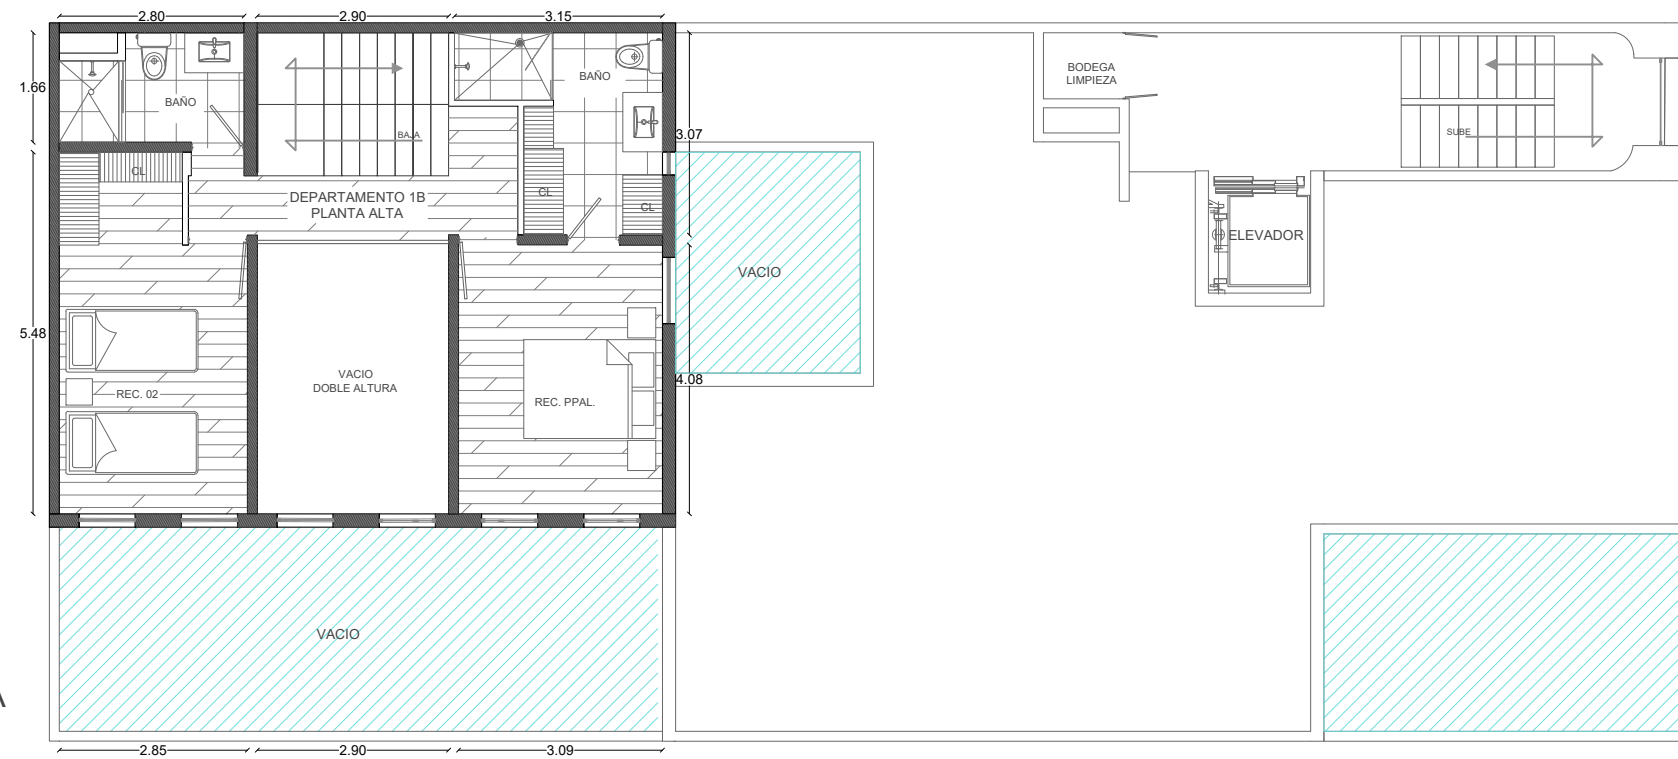 2.80
2.90
3.15
BAÑO
BODEGA
LIMPIEZA
1.66
BAÑO
BAJA
SUBE
3.07
CL
DEPARTAMENTO 1B
PLANTA ALTA
CL
CL
ELEVADOR
VACIO
5.48
VACIO
DOBLE ALTURA
4.08
REC. 02
REC. PPAL.
VACIO
A
2.85
2.90
3.09